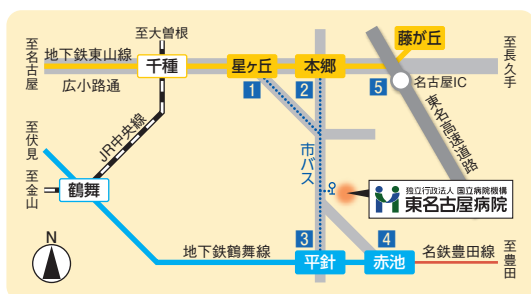 至大曽根
藤が丘
至名古屋
地下鉄東山線
千種
星ヶ丘
本郷
至長久手
広小路通
1
2
5
名古屋IC
至伏見
JR中央線
東名高速道路
市バス
至金山
鶴舞
独立行政法人 国立病院機構
東名古屋病院
N
3
4
地下鉄鶴舞線
平針
赤池
名鉄豊田線
至豊田